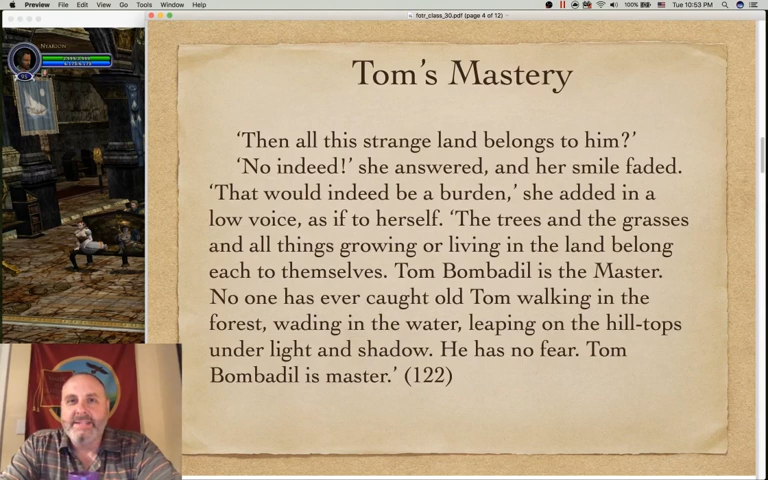 Preview File Edit View Go Tools Window Help
100% Tue 10:53 PM
fotr_class_30.pdf (page 4 of 12)
Tom's Mastery
'Then all this strange land belongs to him?'
'No indeed!' she answered, and her smile faded.
'That would indeed be a burden,' she added in a
low voice, as if to herself. 'The trees and the grasses
and all things growing or living in the land belong
each to themselves. Tom Bombadil is the Master.
No one has ever caught old Tom walking in the
forest, wading in the water, leaping on the hill-tops
under light and shadow. He has no fear. Tom
Bombadil is master.' (122)